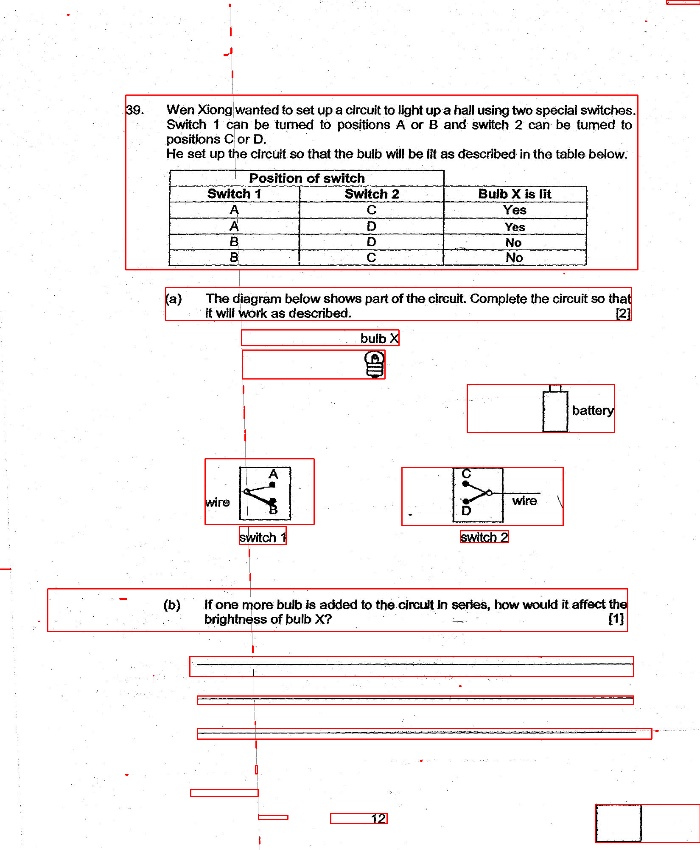 39. Wen Xiong wanted to set up a circuit to light up a hall using two special switches.
Switch 1 can be turned to positions A or B and switch 2 can be turned to
positions C or D.
He set up the circuit so that the bulb will be lit as described in the table below.
Position of switch
Switch 1 Switch 2 Bulb X is lit
A C Yes
A D Yes
B D No
B C No
(a) The diagram below shows part of the circuit. Complete the circuit so that
it will work as described. [2]
bulb X
battery
A
wire
B
switch 1
C
wire
D
switch 2
(b) If one more bulb is added to the circuit in series, how would it affect the
brightness of bulb X? [1]
12